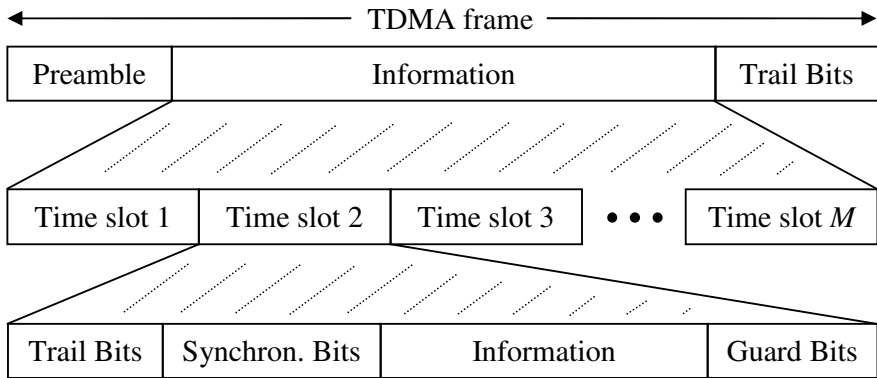 TDMA frame
Preamble Information Trail Bits
Time slot 1 Time slot 2 Time slot 3 ••• Time slot M
Trail Bits Synchron. Bits Information Guard Bits